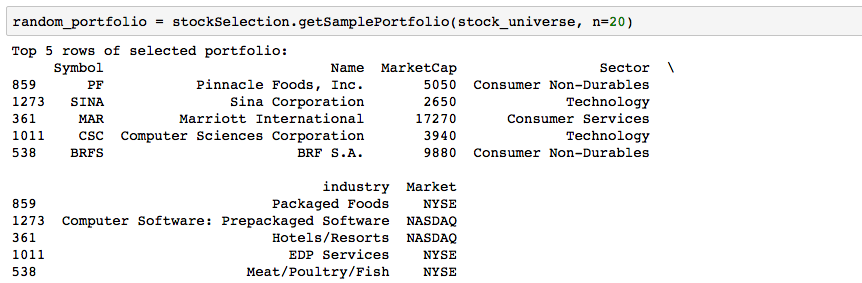 random_portfolio = stockSelection.getSamplePortfolio(stock_universe, n=20)
Top 5 rows of selected portfolio:
     Symbol                           Name  MarketCap                 Sector  \
859      PF         Pinnacle Foods, Inc.       5050  Consumer Non-Durables
1273   SINA             Sina Corporation       2650             Technology
361     MAR       Marriott International      17270      Consumer Services
1011    CSC  Computer Sciences Corporation       3940             Technology
538    BRFS                     BRF S.A.       9880  Consumer Non-Durables
                                     industry  Market
859                             Packaged Foods    NYSE
1273  Computer Software: Prepackaged Software  NASDAQ
361                             Hotels/Resorts  NASDAQ
1011                              EDP Services    NYSE
538                          Meat/Poultry/Fish    NYSE